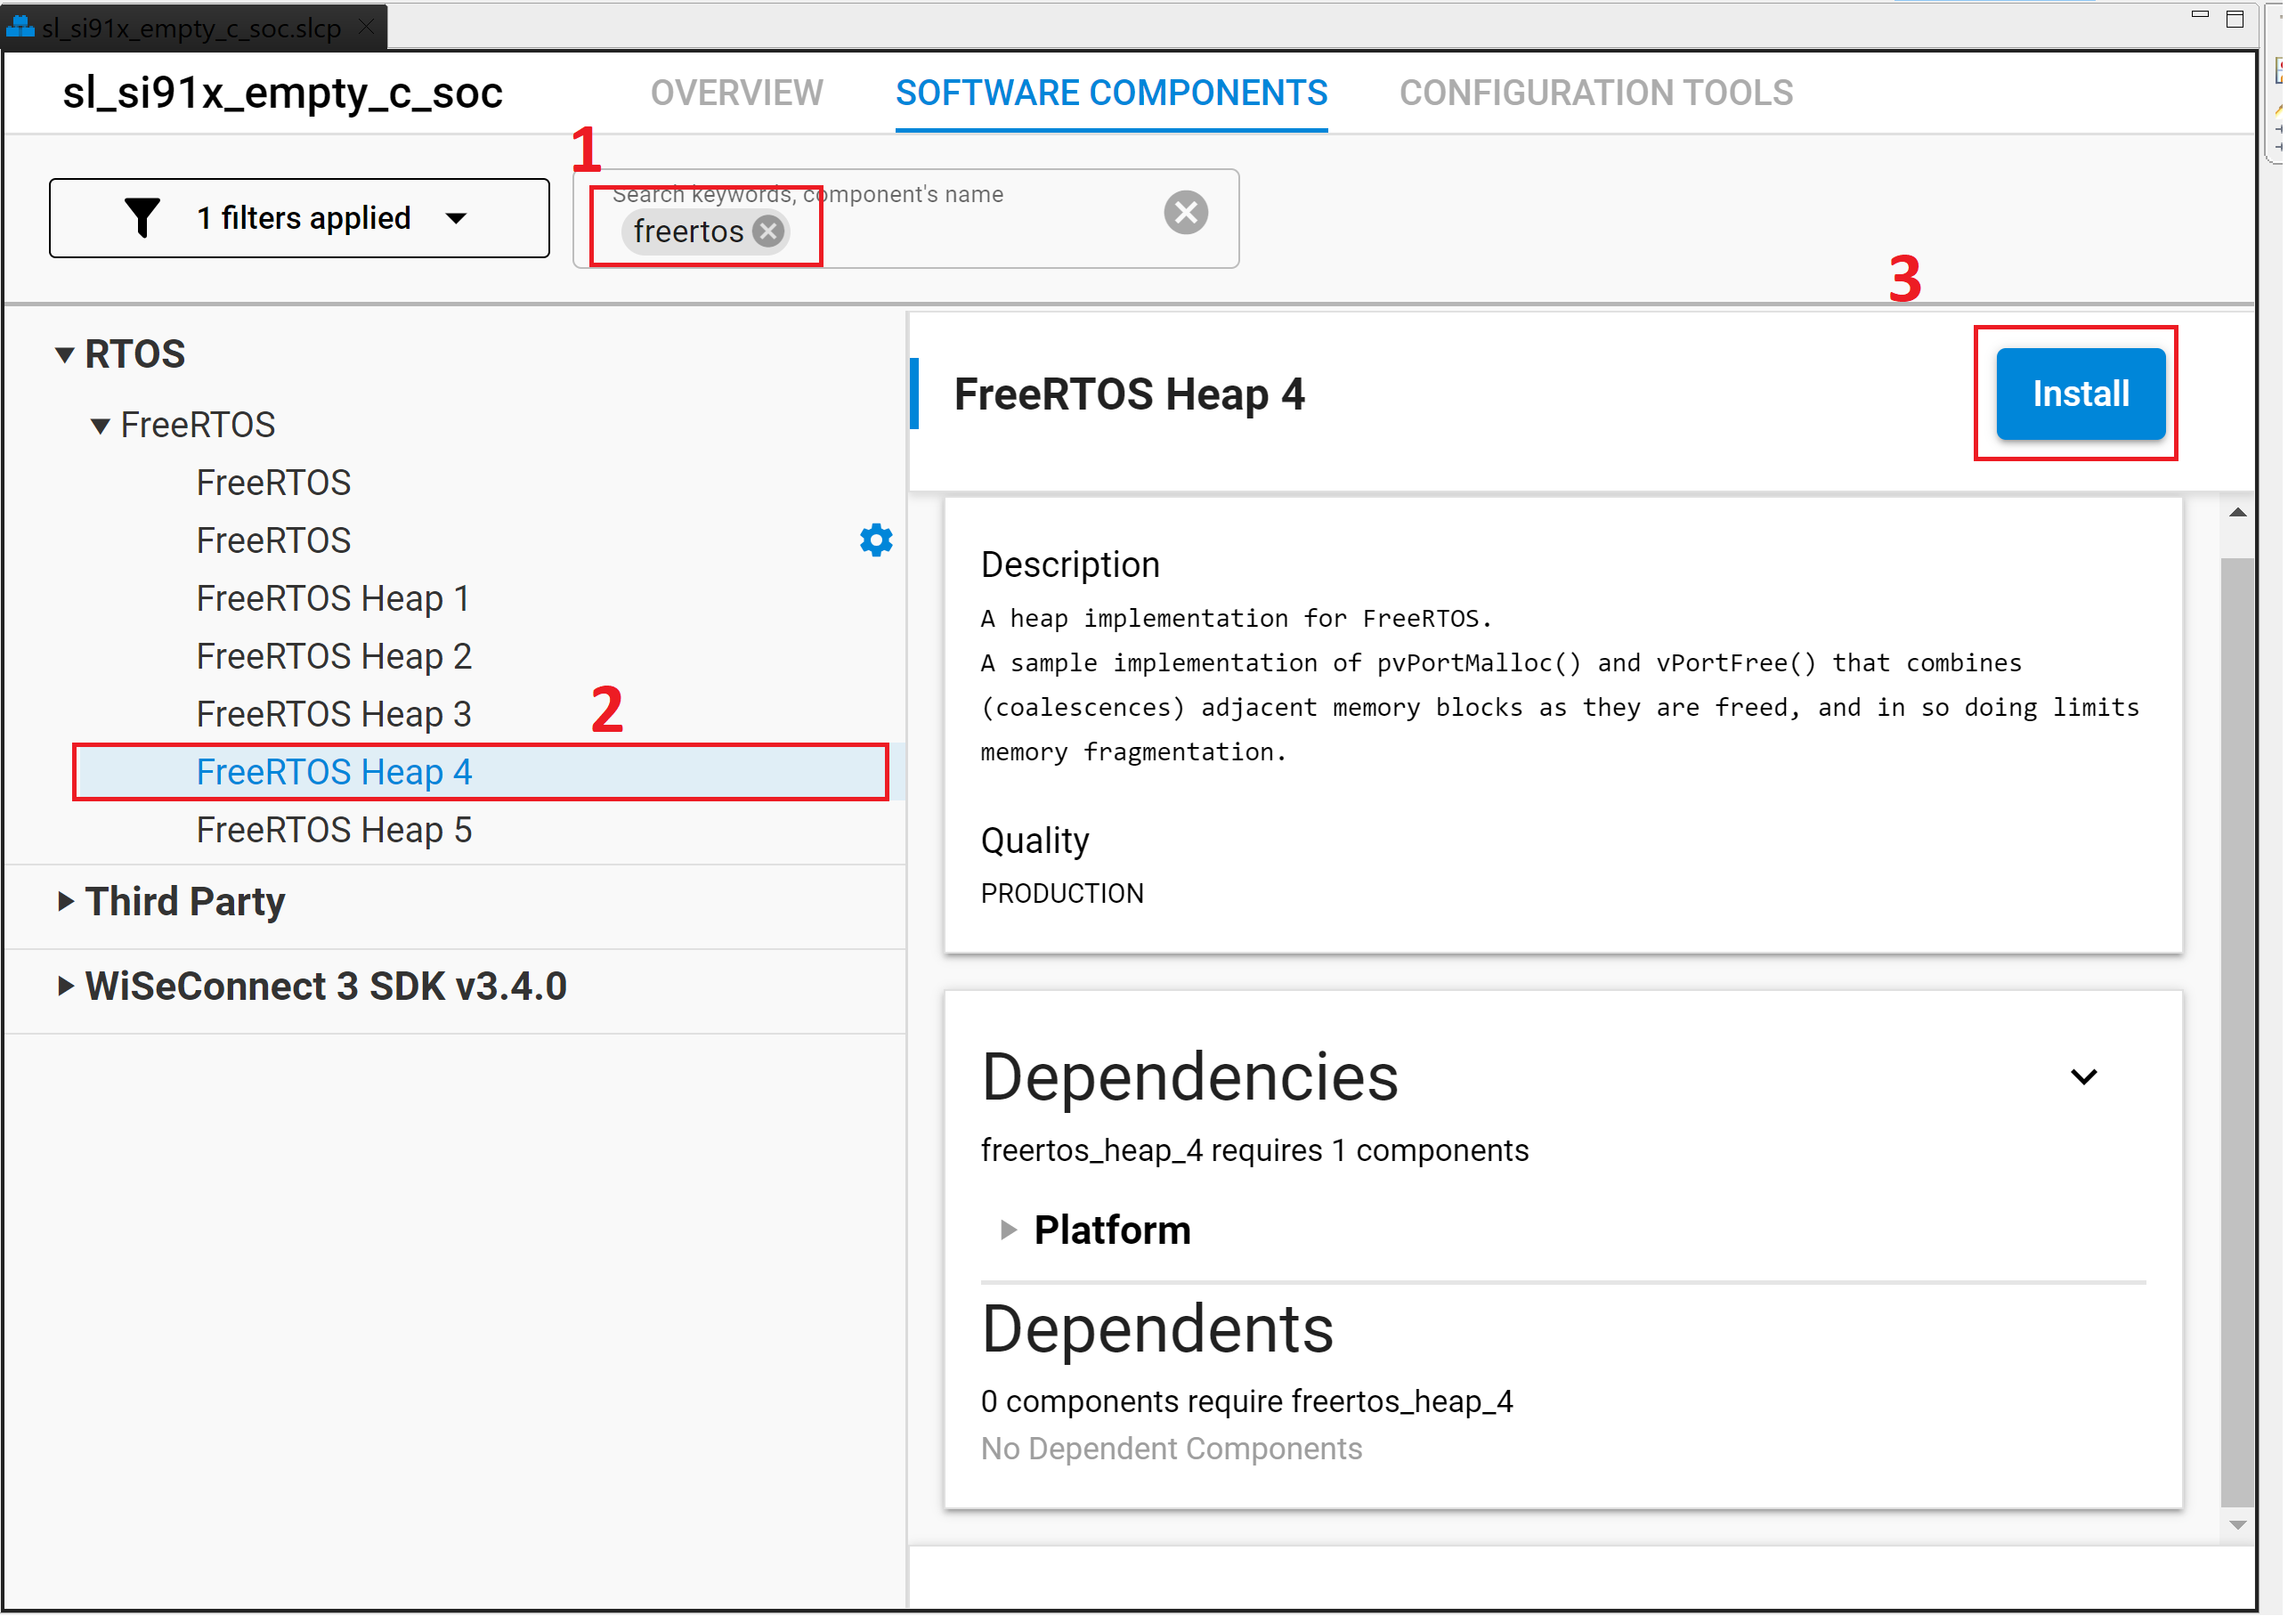 sl_si91x_empty_c_soc.slcp
sl_si91x_empty_c_soc
OVERVIEW
SOFTWARE COMPONENTS
CONFIGURATION TOOLS
1
1 filters applied
Search keywords, component's name
freertos
3
RTOS
FreeRTOS
FreeRTOS
FreeRTOS
FreeRTOS Heap 1
FreeRTOS Heap 2
FreeRTOS Heap 3
2
FreeRTOS Heap 4
FreeRTOS Heap 5
Third Party
WiSeConnect 3 SDK v3.4.0
FreeRTOS Heap 4
Install
Description
A heap implementation for FreeRTOS.
A sample implementation of pvPortMalloc() and vPortFree() that combines
(coalescences) adjacent memory blocks as they are freed, and in so doing limits
memory fragmentation.
Quality
PRODUCTION
Dependencies
freertos_heap_4 requires 1 components
Platform
Dependents
0 components require freertos_heap_4
No Dependent Components